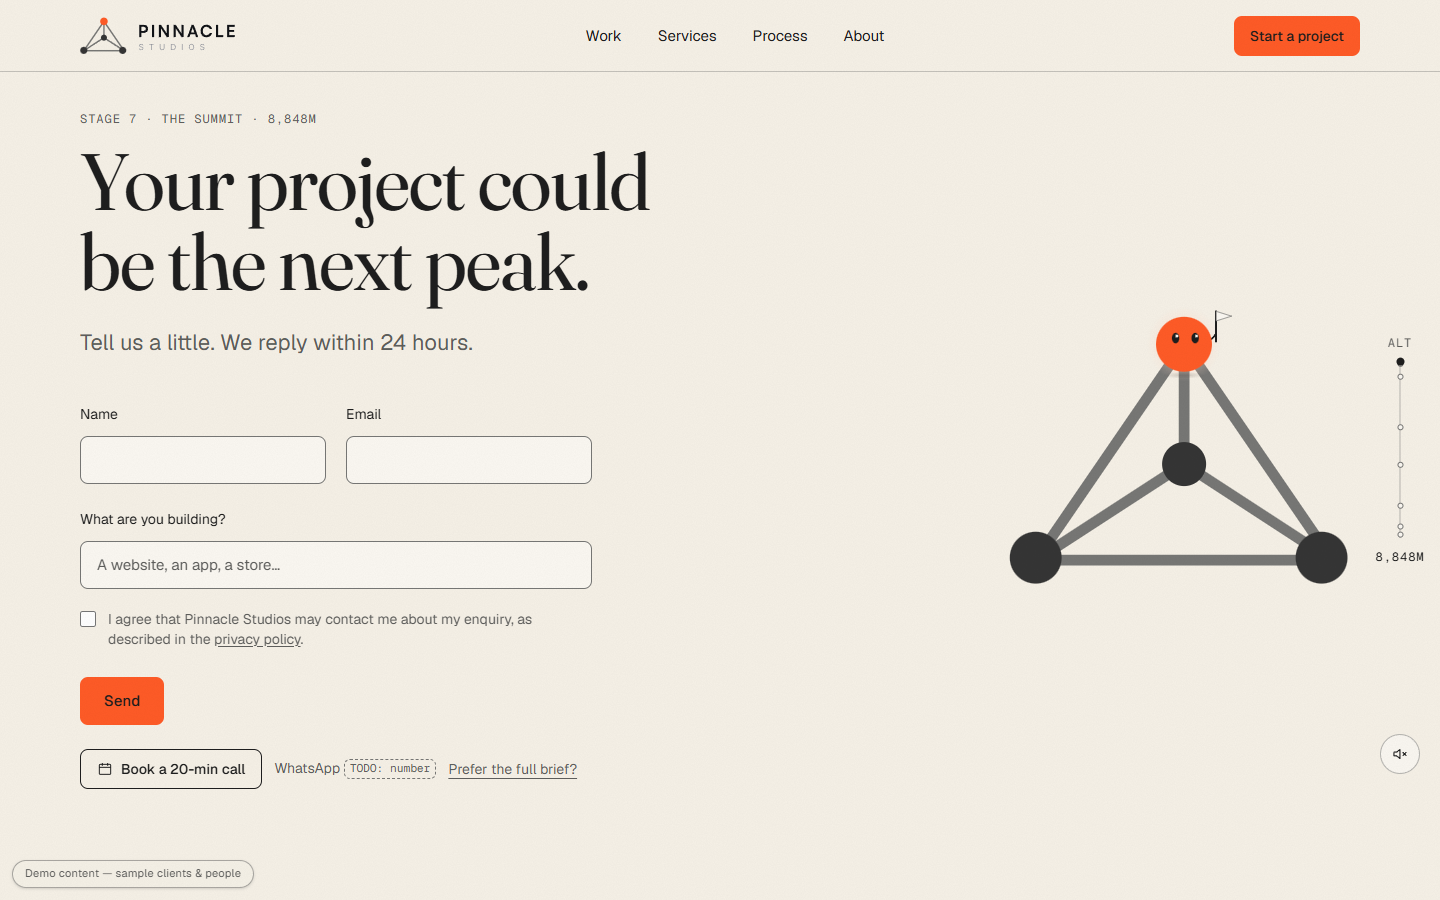 PINNACLE
STUDIOS
Work
Services
Process
About
Start a project
STAGE 7 · THE SUMMIT · 8,848M
Your project could
be the next peak.
Tell us a little. We reply within 24 hours.
Name
Email
What are you building?
A website, an app, a store...
I agree that Pinnacle Studios may contact me about my enquiry, as
described in the privacy policy.
Send
Book a 20-min call
WhatsApp TODO: number
Prefer the full brief?
ALT
8,848M
Demo content — sample clients & people